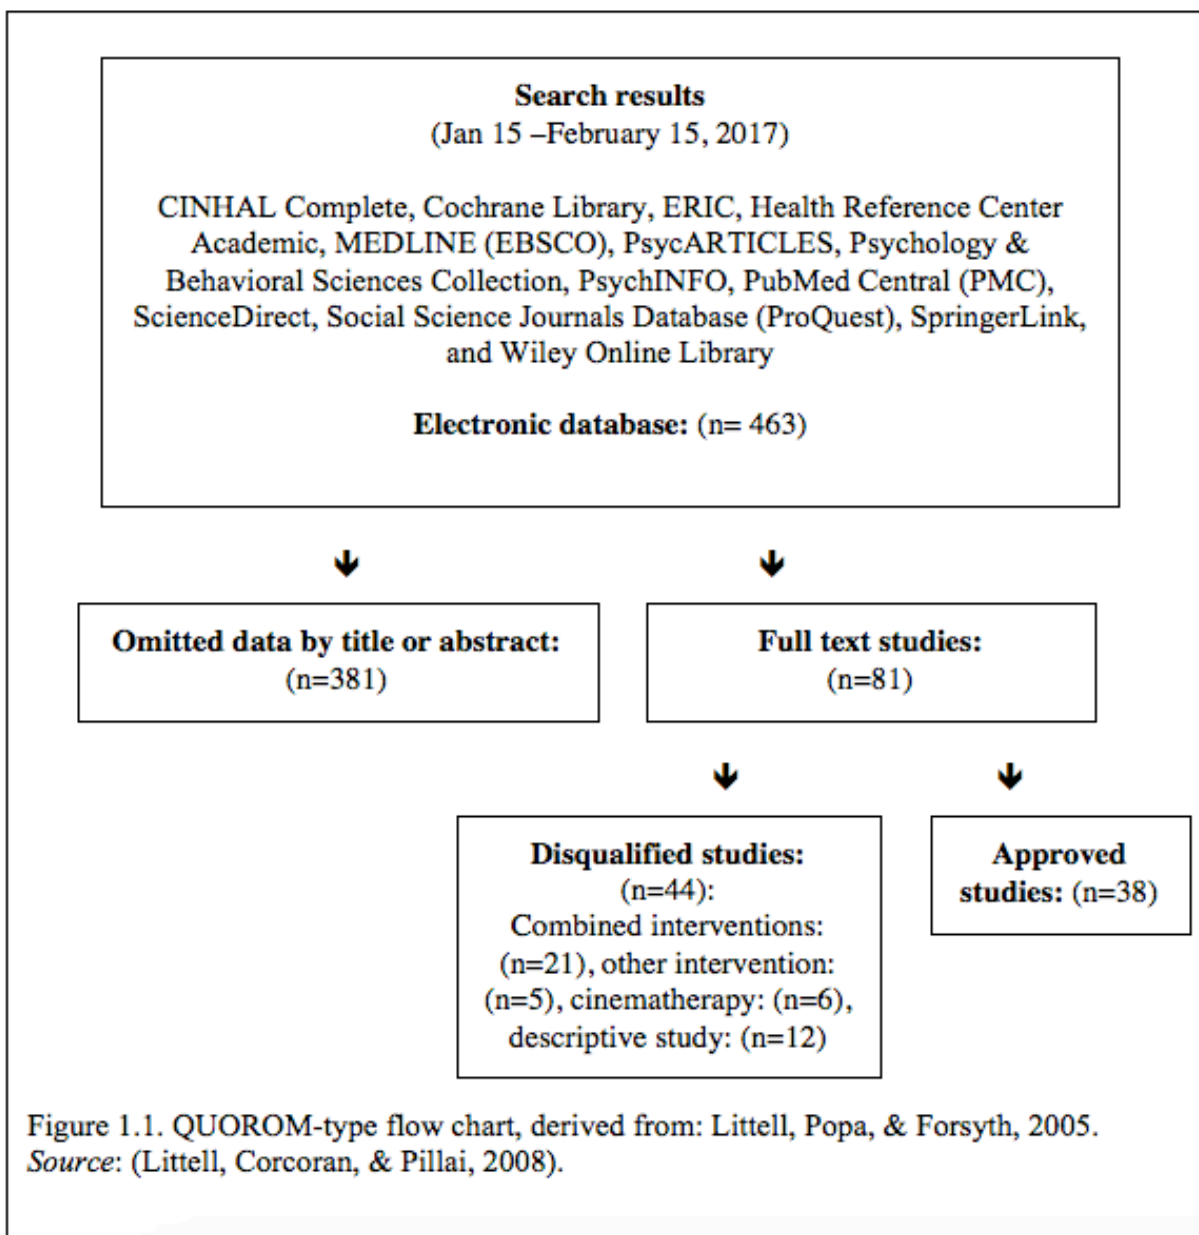 Search results
(Jan 15 –February 15, 2017)
CINHAL Complete, Cochrane Library, ERIC, Health Reference Center
Academic, MEDLINE (EBSCO), PsycARTICLES, Psychology &
Behavioral Sciences Collection, PsychINFO, PubMed Central (PMC),
ScienceDirect, Social Science Journals Database (ProQuest), SpringerLink,
and Wiley Online Library
Electronic database: (n= 463)
Omitted data by title or abstract:
(n=381)
Full text studies:
(n=81)
Disqualified studies:
(n=44):
Combined interventions:
(n=21), other intervention:
(n=5), cinematherapy: (n=6),
descriptive study: (n=12)
Approved
studies: (n=38)
Figure 1.1. QUOROM-type flow chart, derived from: Littell, Popa, & Forsyth, 2005.
Source: (Littell, Corcoran, & Pillai, 2008).